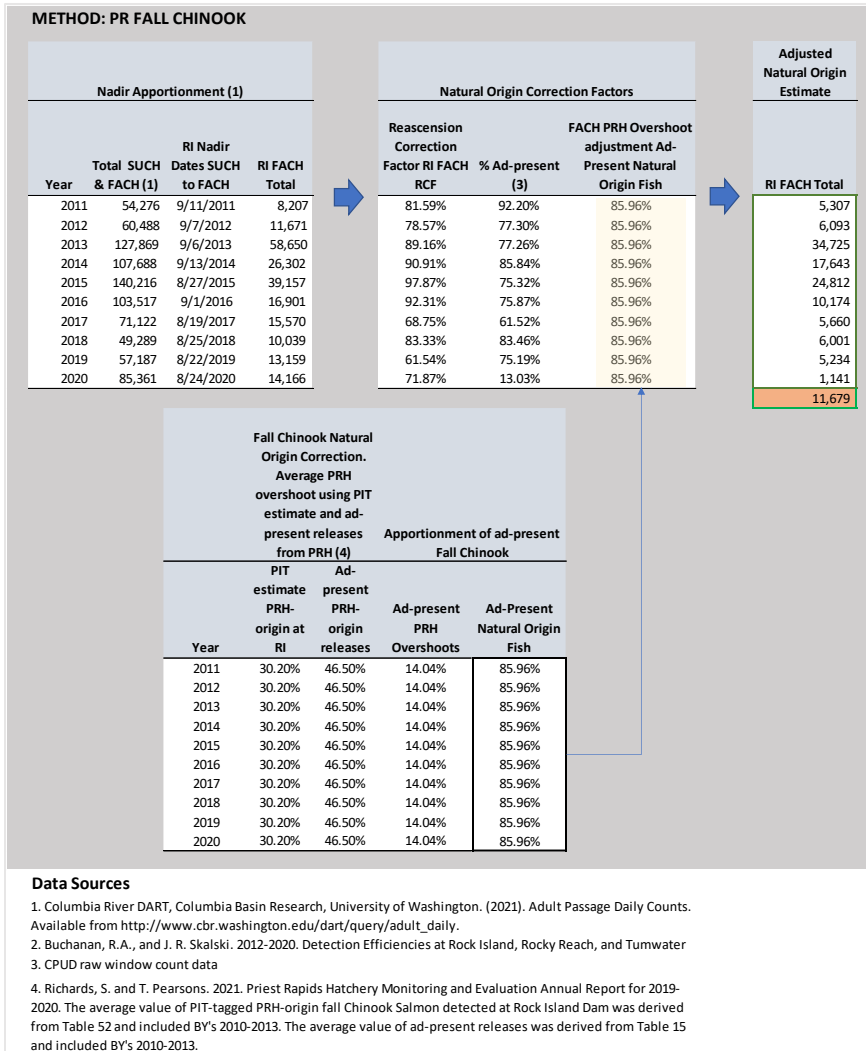 METHOD: PR FALL CHINOOK
Nadir Apportionment (1)
Natural Origin Correction Factors
Adjusted
Natural Origin
Estimate
Year
Total SUCH
& FACH (1)
RI Nadir
Dates SUCH
to FACH
RI FACH
Total
Reascension
Correction
Factor RI FACH
RCF
% Ad-present
(3)
FACH PRH Overshoot
adjustment Ad-
Present Natural
Origin Fish
RI FACH Total
2011 54,276 9/11/2011 8,207 81.59% 92.20% 85.96% 5,307
2012 60,488 9/7/2012 11,671 78.57% 77.30% 85.96% 6,093
2013 127,869 9/6/2013 58,650 89.16% 77.26% 85.96% 34,725
2014 107,688 9/13/2014 26,302 90.91% 85.84% 85.96% 17,643
2015 140,216 8/27/2015 39,157 97.87% 75.32% 85.96% 24,812
2016 103,517 9/1/2016 16,901 92.31% 75.87% 85.96% 10,174
2017 71,122 8/19/2017 15,570 68.75% 61.52% 85.96% 5,660
2018 49,289 8/25/2018 10,039 83.33% 83.46% 85.96% 6,001
2019 57,187 8/22/2019 13,159 61.54% 75.19% 85.96% 5,234
2020 85,361 8/24/2020 14,166 71.87% 13.03% 85.96% 1,141
11,679
Fall Chinook Natural
Origin Correction.
Average PRH
overshoot using PIT
estimate and ad-
present releases
from PRH (4)
Apportionment of ad-present
Fall Chinook
Year
PIT
estimate
PRH-
origin at
RI
Ad-
present
PRH-
origin
releases
Ad-present
PRH
Overshoots
Ad-Present
Natural Origin
Fish
2011 30.20% 46.50% 14.04% 85.96%
2012 30.20% 46.50% 14.04% 85.96%
2013 30.20% 46.50% 14.04% 85.96%
2014 30.20% 46.50% 14.04% 85.96%
2015 30.20% 46.50% 14.04% 85.96%
2016 30.20% 46.50% 14.04% 85.96%
2017 30.20% 46.50% 14.04% 85.96%
2018 30.20% 46.50% 14.04% 85.96%
2019 30.20% 46.50% 14.04% 85.96%
2020 30.20% 46.50% 14.04% 85.96%
Data Sources
1. Columbia River DART, Columbia Basin Research, University of Washington. (2021). Adult Passage Daily Counts.
Available from http://www.cbr.washington.edu/dart/query/adult_daily.
2. Buchanan, R.A., and J. R. Skalski. 2012-2020. Detection Efficiencies at Rock Island, Rocky Reach, and Tumwater
3. CPUD raw window count data
4. Richards, S. and T. Pearsons. 2021. Priest Rapids Hatchery Monitoring and Evaluation Annual Report for 2019-
2020. The average value of PIT-tagged PRH-origin fall Chinook Salmon detected at Rock Island Dam was derived
from Table 52 and included BY's 2010-2013. The average value of ad-present releases was derived from Table 15
and included BY's 2010-2013.